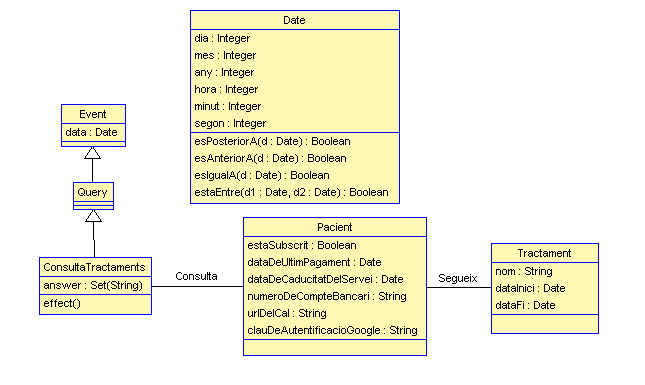 Date
dia : Integer
mes : Integer
any : Integer
hora : Integer
minut : Integer
segon : Integer
esPosteriorA(d : Date) : Boolean
esAnteriorA(d : Date) : Boolean
esIgualA(d : Date) : Boolean
estaEntre(d1 : Date, d2 : Date) : Boolean
Event
data : Date
Query
ConsultaTractaments
answer : Set(String)
effect()
Consulta
Pacient
estaSubscrit : Boolean
dataDeUltimPagament : Date
dataDeCaducitatDelServei : Date
numeroDeCompteBancari : String
urlDelCal : String
clauDeAutentificacioGoogle : String
Segueix
Tractament
nom : String
dataInici : Date
dataFi : Date